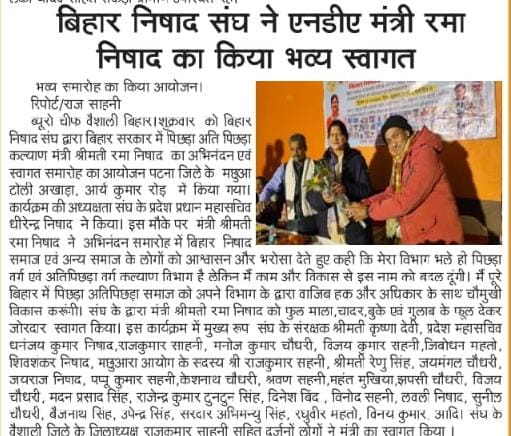 बिहार निषाद संघ ने एनडीए मंत्री रमा
निषाद का किया भव्य स्वागत
भव्य समारोह का किया आयोजन।
रिपोर्ट/राज साहनी
ब्यूरो चीफ वैशाली बिहार।शुक्रवार को बिहार
निषाद संघ द्वारा बिहार सरकार में पिछड़ा अति पिछड़ा
कल्याण मंत्री श्रीमती रमा निषाद का अभिनंदन एवं
स्वागत समारोह का आयोजन पटना जिले के मछुआ
टोली अखाड़ा, आर्य कुमार रोड़ में किया गया।
कार्यक्रम की अध्यक्षता संघ के प्रदेश प्रधान महासचिव
धीरेन्द्र निषाद ने किया। इस मौके पर मंत्री श्रीमती
रमा निषाद ने अभिनंदन समारोह में बिहार निषाद
समाज एवं अन्य समाज के लोगों को आश्वासन और भरोसा देते हुए कही कि मेरा विभाग भले ही पिछड़ा
वर्ग एवं अतिपिछड़ा वर्ग कल्याण विभाग है लेकिन मैं काम और विकास से इस नाम को बदल दूंगी। मैं पूरे
बिहार में पिछड़ा अतिपिछड़ा समाज को अपने विभाग के द्वारा वाजिब हक और अधिकार के साथ चौमुखी
विकास करूंगी। संघ के द्वारा मंत्री श्रीमती रमा निषाद को फुल माला,चादर,बुके एवं गुलाब के फूल देकर
जोरदार स्वागत किया। इस कार्यक्रम में मुख्य रूप संघ के संरक्षक श्रीमती कृष्णा देवी, प्रदेश महासचिव
धनंजय कुमार निषाद,राजकुमार साहनी, मनोज कुमार चौधरी, विजय कुमार सहनी,जिबोधन महतो,
शिवशंकर निषाद, मछुआरा आयोग के सदस्य श्री राजकुमार सहनी, श्रीमती रेणु सिंह, जयमंगल चौधरी,
जयराज निषाद, पप्पू कुमार सहनी,केशनाथ चौधरी, श्रवण सहनी,महंत मुखिया,झपसी चौधरी, विजय
चौधरी, मदन प्रसाद सिंह, राजेन्द्र कुमार टुनटुन सिंह, दिनेश बिंद , विनोद सहनी, लवली निषाद, सुनील
चौधरी, बैजनाथ सिंह, उपेन्द्र सिंह, सरदार अभिमन्यु सिंह, रघुवीर महतो, विनय कुमार, आदि। संघ के
वैशाली जिले के जिलाध्यक्ष राजकुमार साहनी सहित दर्जनों लोगों ने मंत्री का स्वागत किया ।